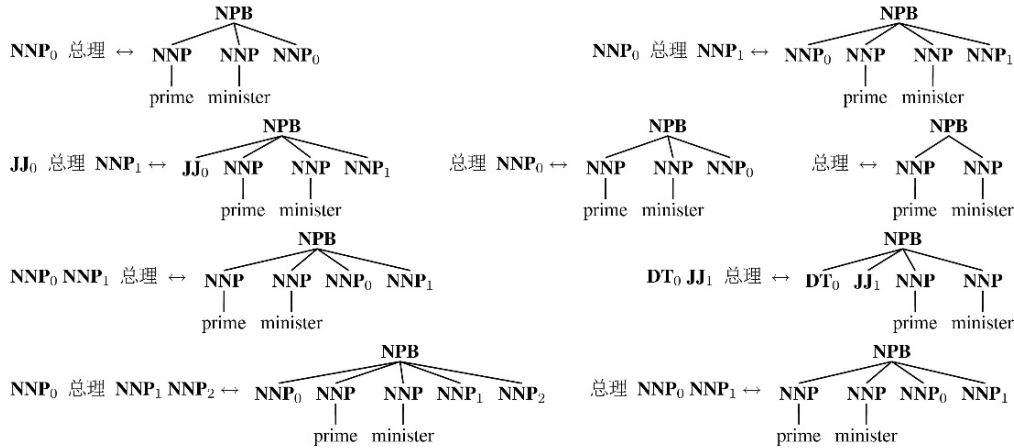 NPB NPB
NNP₀ 总理 ↔ NNP NNP NNP₀ NNP₀ 总理 NNP₁ ↔ NNP₀ NNP NNP NNP₁
prime minister prime minister
NPB NPB NPB
JJ₀ 总理 NNP₁ ↔ JJ₀ NNP NNP NNP₁ 总理 NNP₀ ↔ NNP NNP NNP₀ 总理 ↔ NNP NNP
prime minister prime minister prime minister
NPB NPB
NNP₀ NNP₁ 总理 ↔ NNP NNP NNP₀ NNP₁ DT₀ JJ₁ 总理 ↔ DT₀ JJ₁ NNP NNP
prime minister prime minister
NPB NPB
NNP₀ 总理 NNP₁ NNP₂ ↔ NNP₀ NNP NNP NNP₁ NNP₂ 总理 NNP₀ NNP₁ ↔ NNP NNP NNP₀ NNP₁
prime minister prime minister